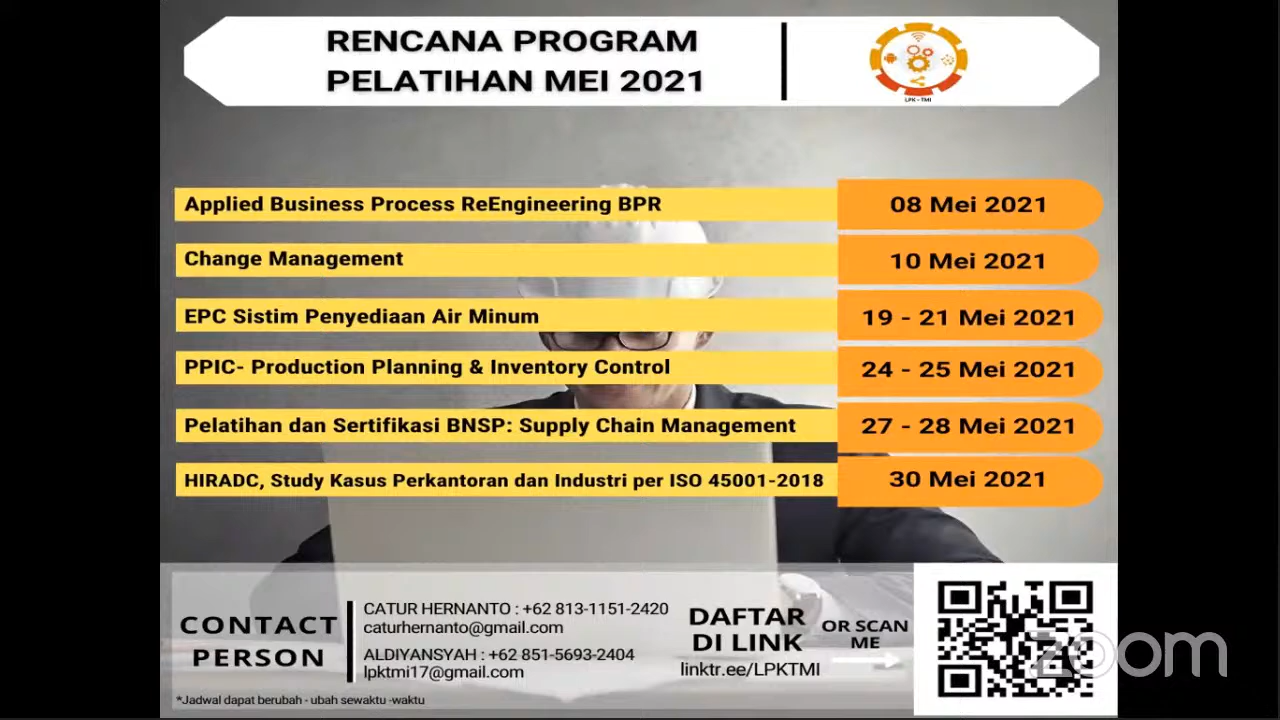 RENCANA PROGRAM
PELATIHAN MEI 2021
LPK - TMI
Applied Business Process ReEngineering BPR
08 Mei 2021
Change Management
10 Mei 2021
EPC Sistim Penyediaan Air Minum
19 - 21 Mei 2021
PPIC- Production Planning & Inventory Control
24 - 25 Mei 2021
Pelatihan dan Sertifikasi BNSP: Supply Chain Management
27 - 28 Mei 2021
HIRADC, Study Kasus Perkantoran dan Industri per ISO 45001-2018
30 Mei 2021
CONTACT
PERSON
CATUR HERNANTO : +62 813-1151-2420
caturhernanto@gmail.com
ALDIYANSYAH : +62 851-5693-2404
lpktmi17@gmail.com
DAFTAR
DI LINK
linktr.ee/LPKTMI
OR SCAN
ME
*Jadwal dapat berubah - ubah sewaktu -waktu
zoom